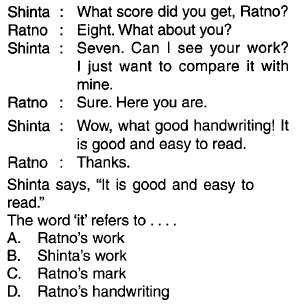 Shinta : What score did you get, Ratno?
Ratno : Eight. What about you?
Shinta : Seven. Can I see your work?
I just want to compare it with
mine.
Ratno : Sure. Here you are.
Shinta : Wow, what good handwriting! It
is good and easy to read.
Ratno : Thanks.
Shinta says, “It is good and easy to
read.”
The word ‘it’ refers to . . . .
A. Ratno’s work
B. Shinta’s work
C. Ratno’s mark
D. Ratno’s handwriting